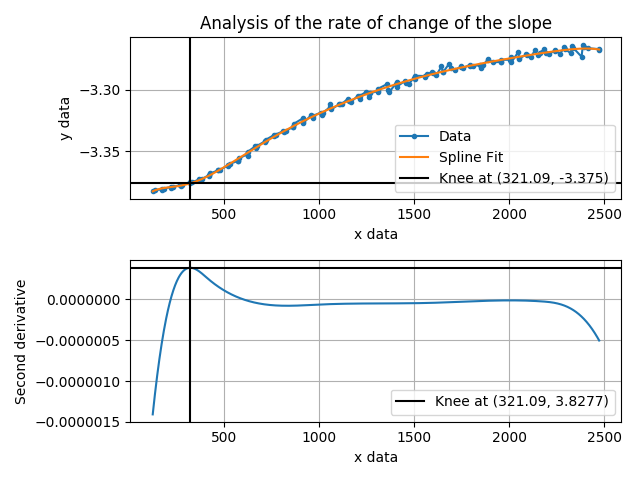 Analysis of the rate of change of the slope
y data
−3.30
−3.35
Data
Spline Fit
Knee at (321.09, -3.375)
500
1000
1500
2000
2500
x data
Second derivative
0.0000000
−0.0000005
−0.0000010
−0.0000015
Knee at (321.09, 3.8277)
500
1000
1500
2000
2500
x data